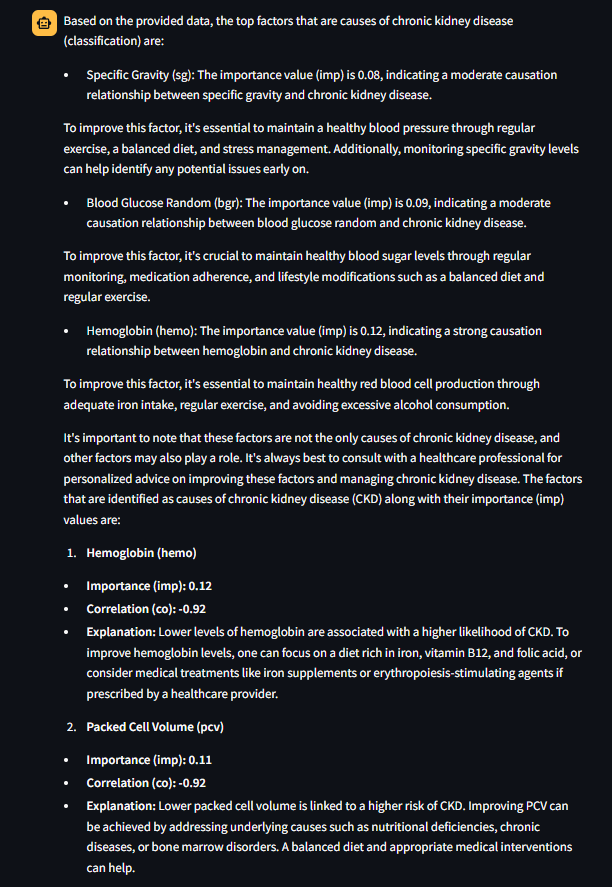 Based on the provided data, the top factors that are causes of chronic kidney disease
(classification) are:
• Specific Gravity (sg): The importance value (imp) is 0.08, indicating a moderate causation
relationship between specific gravity and chronic kidney disease.
To improve this factor, it's essential to maintain a healthy blood pressure through regular
exercise, a balanced diet, and stress management. Additionally, monitoring specific gravity levels
can help identify any potential issues early on.
• Blood Glucose Random (bgr): The importance value (imp) is 0.09, indicating a moderate
causation relationship between blood glucose random and chronic kidney disease.
To improve this factor, it's crucial to maintain healthy blood sugar levels through regular
monitoring, medication adherence, and lifestyle modifications such as a balanced diet and
regular exercise.
• Hemoglobin (hemo): The importance value (imp) is 0.12, indicating a strong causation
relationship between hemoglobin and chronic kidney disease.
To improve this factor, it's essential to maintain healthy red blood cell production through
adequate iron intake, regular exercise, and avoiding excessive alcohol consumption.
It's important to note that these factors are not the only causes of chronic kidney disease, and
other factors may also play a role. It's always best to consult with a healthcare professional for
personalized advice on improving these factors and managing chronic kidney disease. The factors
that are identified as causes of chronic kidney disease (CKD) along with their importance (imp)
values are:
1. Hemoglobin (hemo)
• Importance (imp): 0.12
• Correlation (co): -0.92
• Explanation: Lower levels of hemoglobin are associated with a higher likelihood of CKD. To
improve hemoglobin levels, one can focus on a diet rich in iron, vitamin B12, and folic acid, or
consider medical treatments like iron supplements or erythropoiesis-stimulating agents if
prescribed by a healthcare provider.
2. Packed Cell Volume (pcv)
• Importance (imp): 0.11
• Correlation (co): -0.92
• Explanation: Lower packed cell volume is linked to a higher risk of CKD. Improving PCV can
be achieved by addressing underlying causes such as nutritional deficiencies, chronic
diseases, or bone marrow disorders. A balanced diet and appropriate medical interventions
can help.